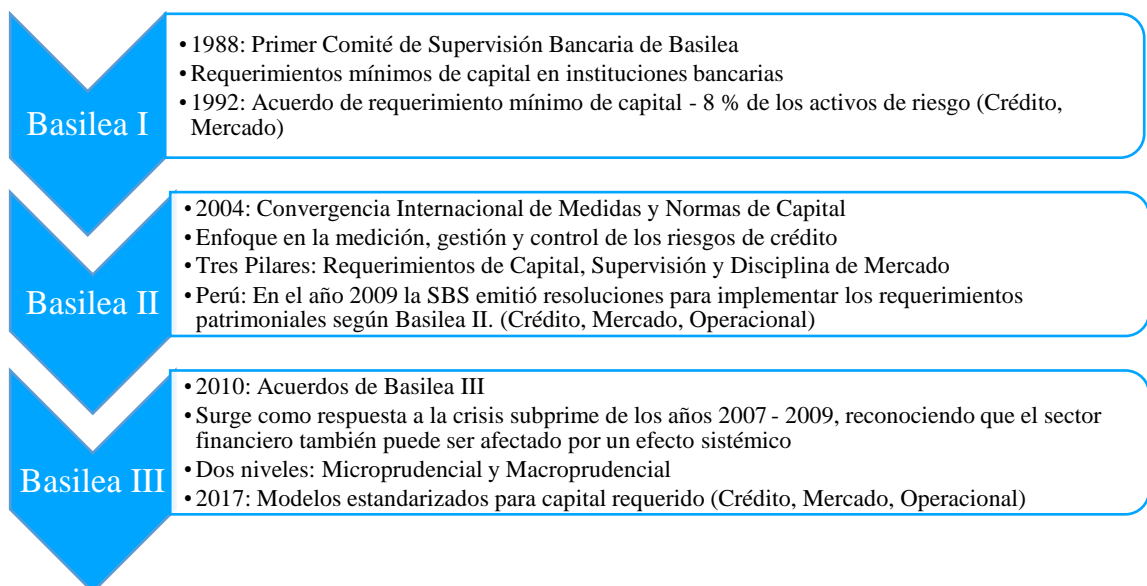 Basilea I
• 1988: Primer Comité de Supervisión Bancaria de Basilea
• Requerimientos mínimos de capital en instituciones bancarias
• 1992: Acuerdo de requerimiento mínimo de capital - 8 % de los activos de riesgo (Crédito,
Mercado)
Basilea II
• 2004: Convergencia Internacional de Medidas y Normas de Capital
• Enfoque en la medición, gestión y control de los riesgos de crédito
• Tres Pilares: Requerimientos de Capital, Supervisión y Disciplina de Mercado
• Perú: En el año 2009 la SBS emitió resoluciones para implementar los requerimientos
patrimoniales según Basilea II. (Crédito, Mercado, Operacional)
Basilea III
• 2010: Acuerdos de Basilea III
• Surge como respuesta a la crisis subprime de los años 2007 - 2009, reconociendo que el sector
financiero también puede ser afectado por un efecto sistémico
• Dos niveles: Microprudencial y Macroprudencial
• 2017: Modelos estandarizados para capital requerido (Crédito, Mercado, Operacional)